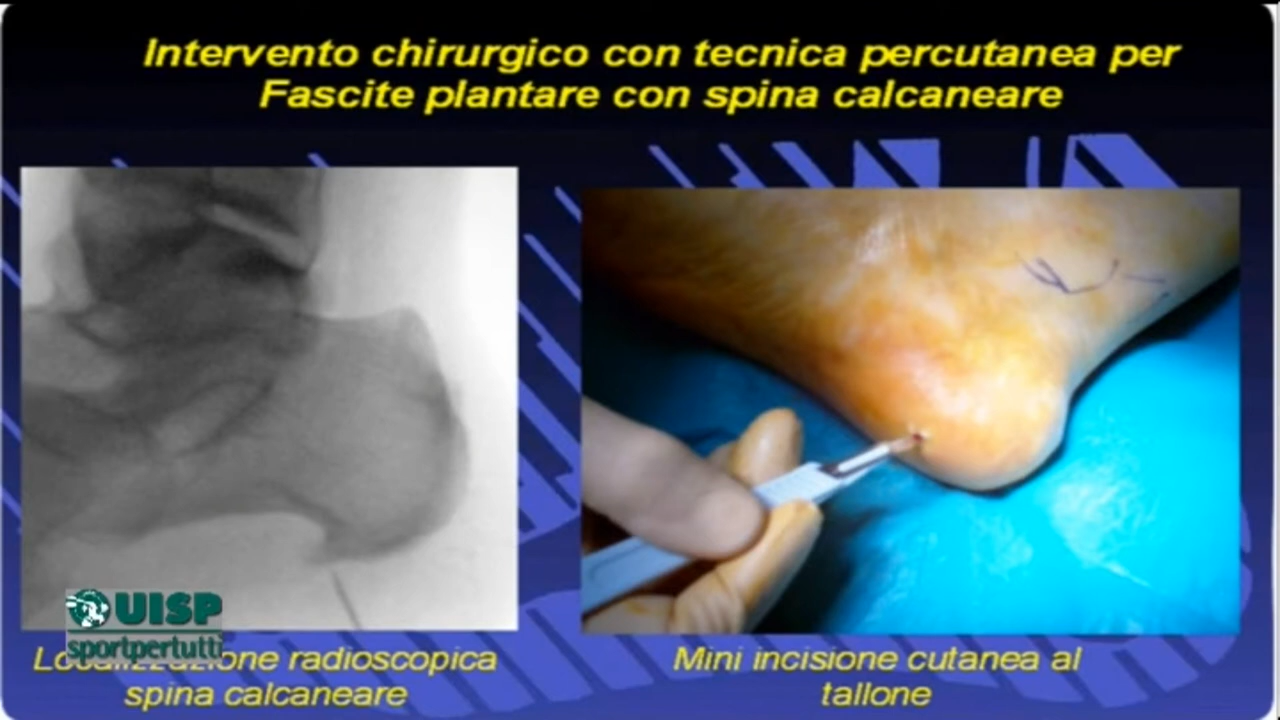 Intervento chirurgico con tecnica percutanea per
Fascite plantare con spina calcaneare
UISP
sportpertutti
Localizzazione radioscopica
spina calcaneare
Mini incisione cutanea al
tallone